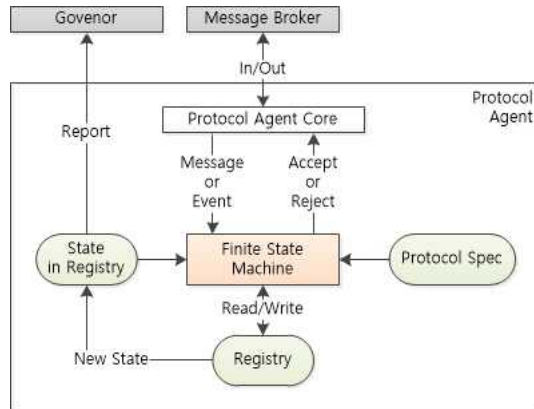 Govenor
Message Broker
In/Out
Protocol
Agent
Protocol Agent Core
Report
Message
or
Event
Accept
or
Reject
State
in Registry
Finite State
Machine
Protocol Spec
Read/Write
New State
Registry